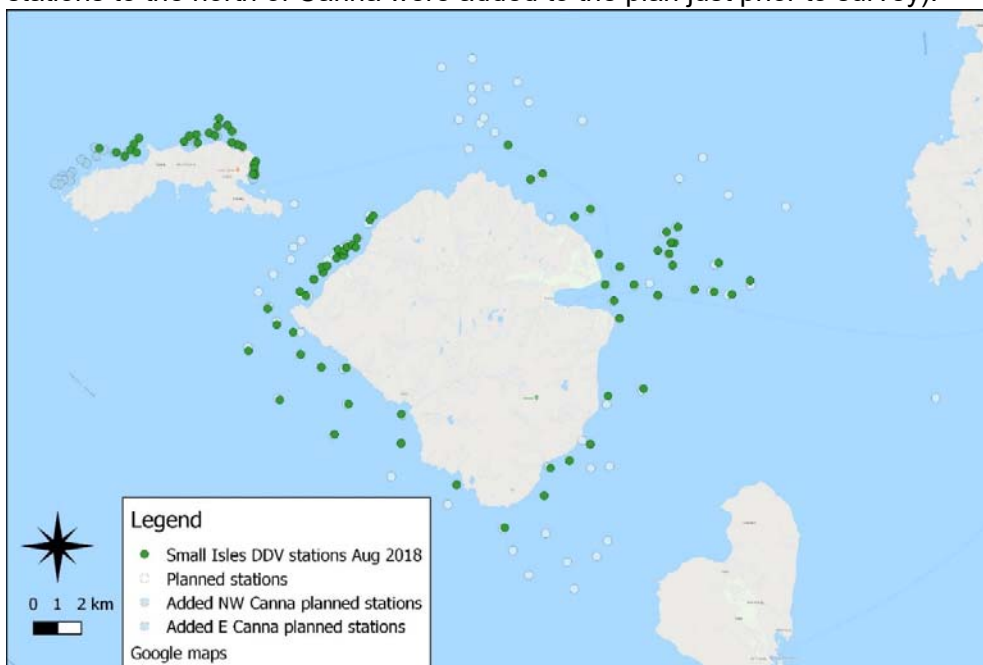 stations to the north of Canna were added to the plan just prior to survey).
Legend
Small Isles DDV stations Aug 2018
Planned stations
Added NW Canna planned stations
Added E Canna planned stations
0 1 2 km
Google maps